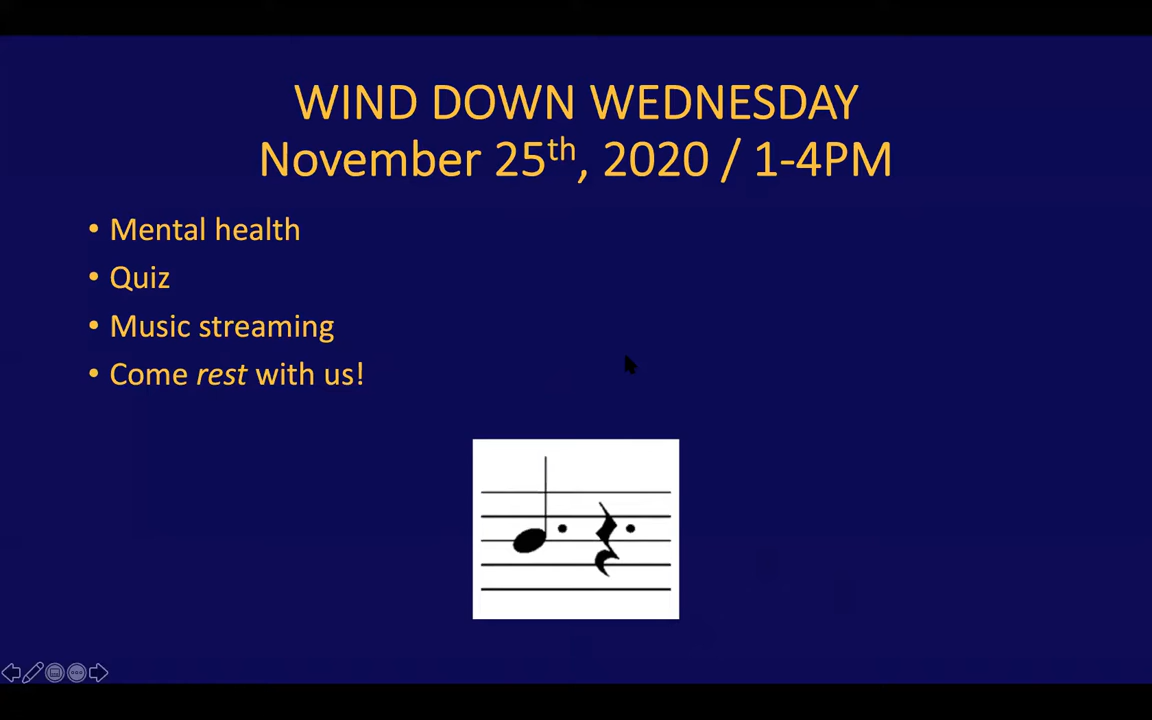 WIND DOWN WEDNESDAY
November 25th, 2020 / 1-4PM
• Mental health
• Quiz
• Music streaming
• Come rest with us!